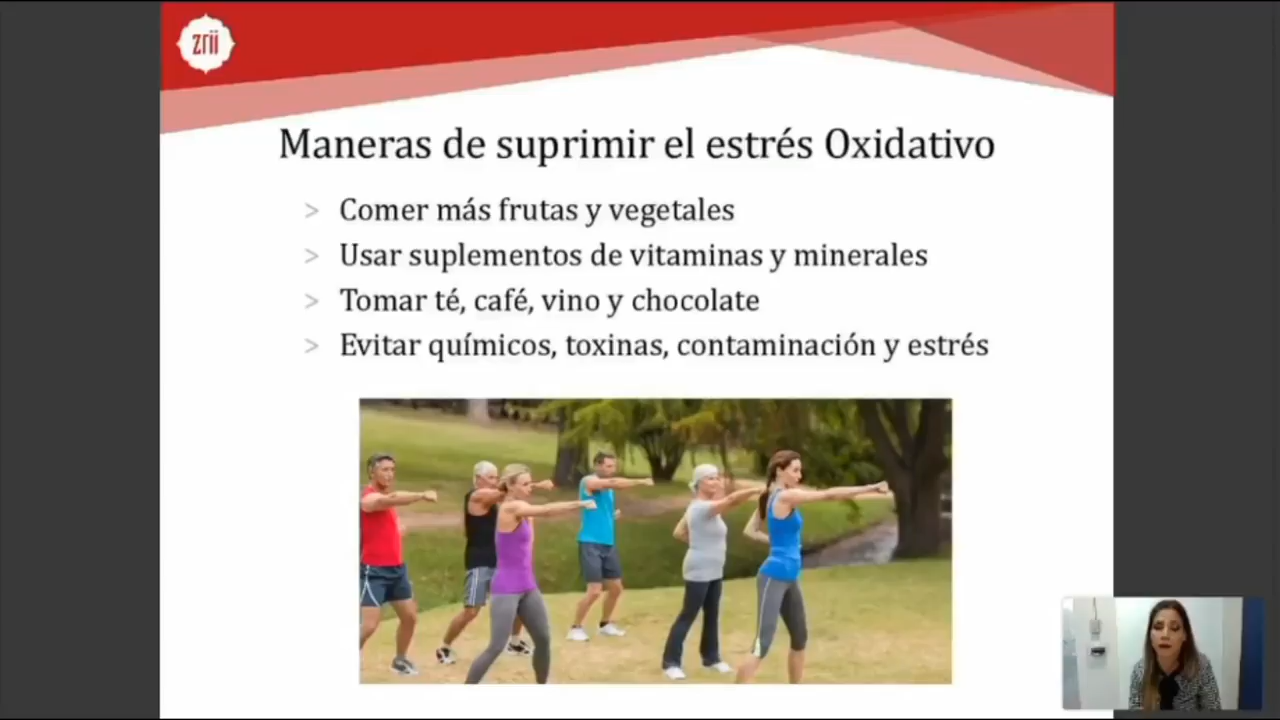 zrii
Maneras de suprimir el estrés Oxidativo
> Comer más frutas y vegetales
> Usar suplementos de vitaminas y minerales
> Tomar té, café, vino y chocolate
> Evitar químicos, toxinas, contaminación y estrés